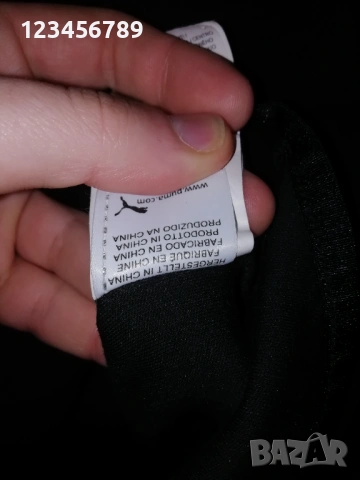 123456789
www.puma.com
PRODUZIDO NA CHINA
PRODOTTO IN CHINA
FABRICADO EN CHINA
FABRIQUÉ EN CHINE
HERGESTELLT IN CHINA
BAZAR